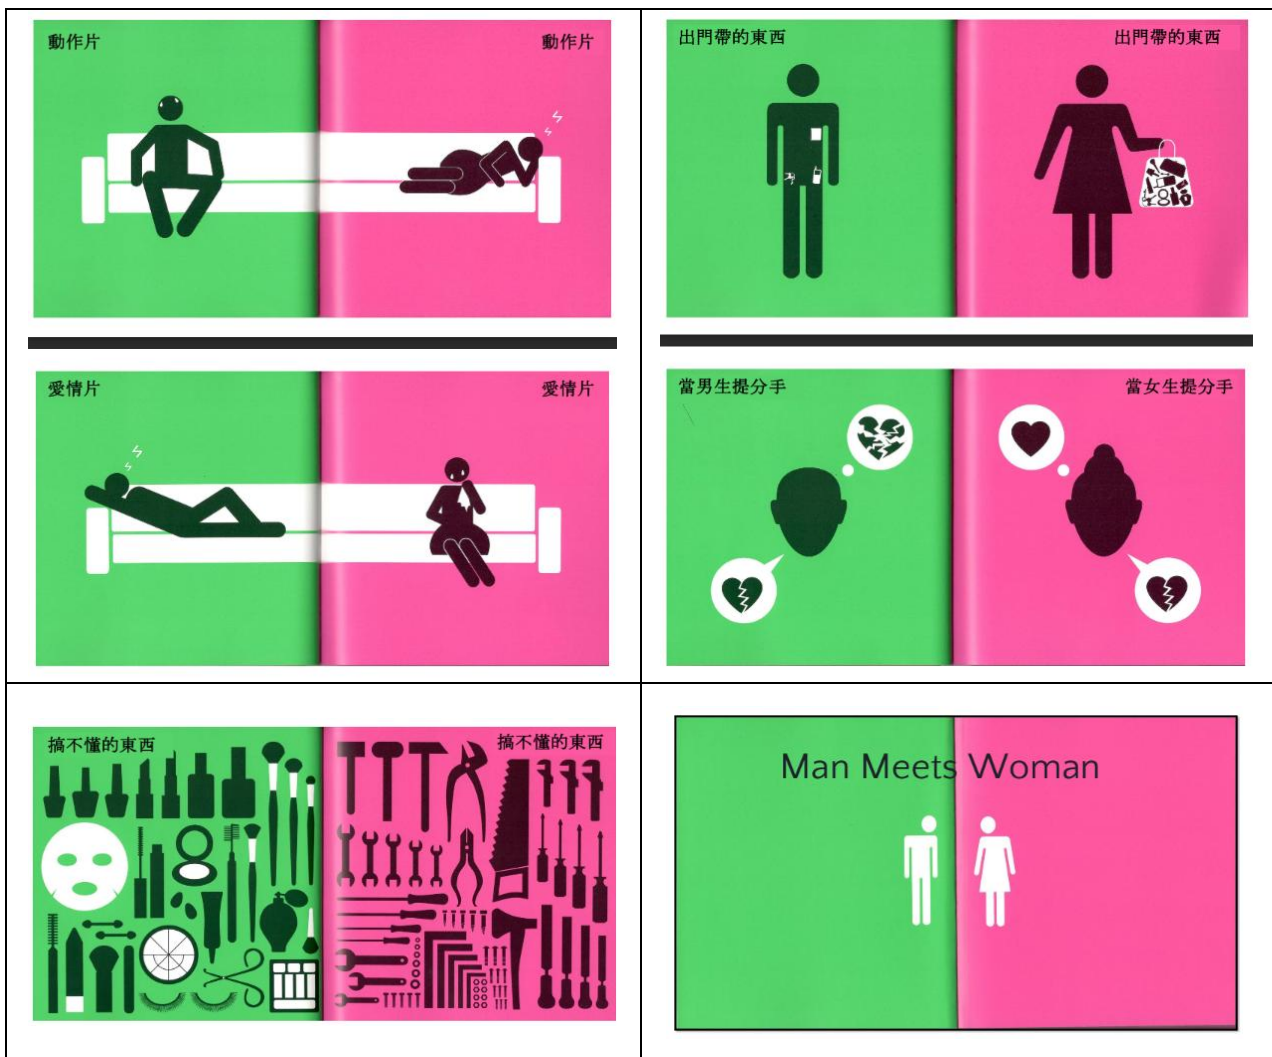 動作片
動作片
出門帶的東西
出門帶的東西
愛情片
愛情片
當男生提分手
當女生提分手
搞不懂的東西
搞不懂的東西
Man Meets Woman